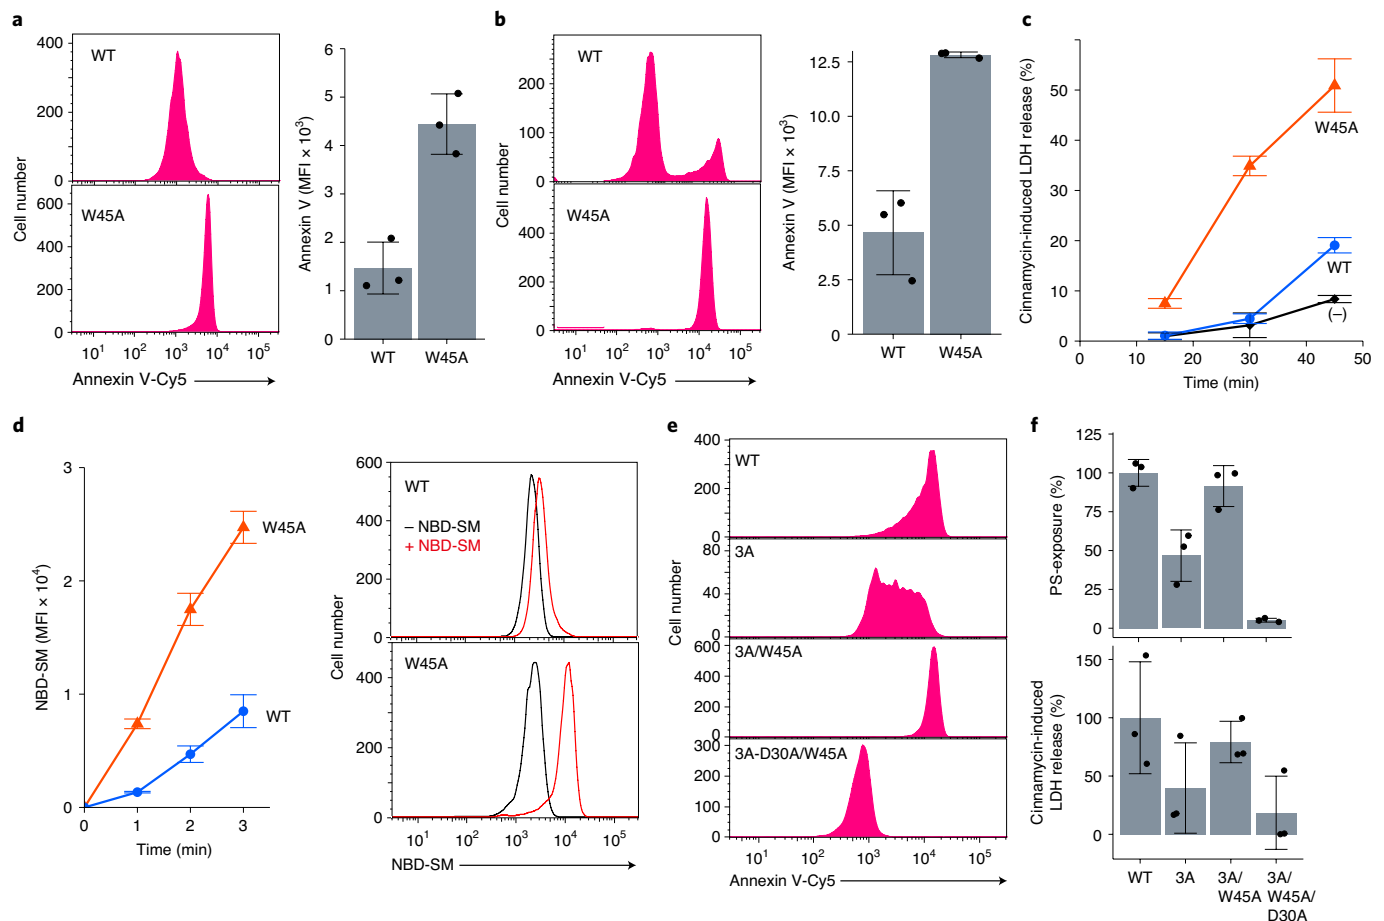 a
WT
400
300
200
100
0
W45A
600
400
200
0
Cell number
10¹ 10² 10³ 10⁴ 10⁵
Annexin V-Cy5
6
5
4
3
2
1
0
Annexin V (MFI × 10³)
WT W45A
b
WT
300
200
100
0
W45A
600
400
200
0
Cell number
10¹ 10² 10³ 10⁴ 10⁵
Annexin V-Cy5
12.5
10.0
7.5
5.0
2.5
0
Annexin V (MFI × 10³)
WT W45A
c
60
50
40
30
20
10
0
Cinnamycin-induced LDH release (%)
W45A
WT
(–)
0 10 20 30 40 50
Time (min)
d
3
2
1
0
NBD-SM (MFI × 10⁴)
W45A
WT
0 1 2 3
Time (min)
600
400
200
0
WT
– NBD-SM
+ NBD-SM
W45A
400
200
0
Cell number
10¹ 10² 10³ 10⁴ 10⁵
NBD-SM
e
400
200
0
WT
80
40
0
3A
600
400
200
0
3A/W45A
300
200
100
0
3A-D30A/W45A
Cell number
10¹ 10² 10³ 10⁴ 10⁵
Annexin V-Cy5
f
125
100
75
50
25
0
PS-exposure (%)
150
100
50
0
Cinnamycin-induced
LDH release (%)
WT 3A 3A/ 3A/
W45A W45A/
D30A